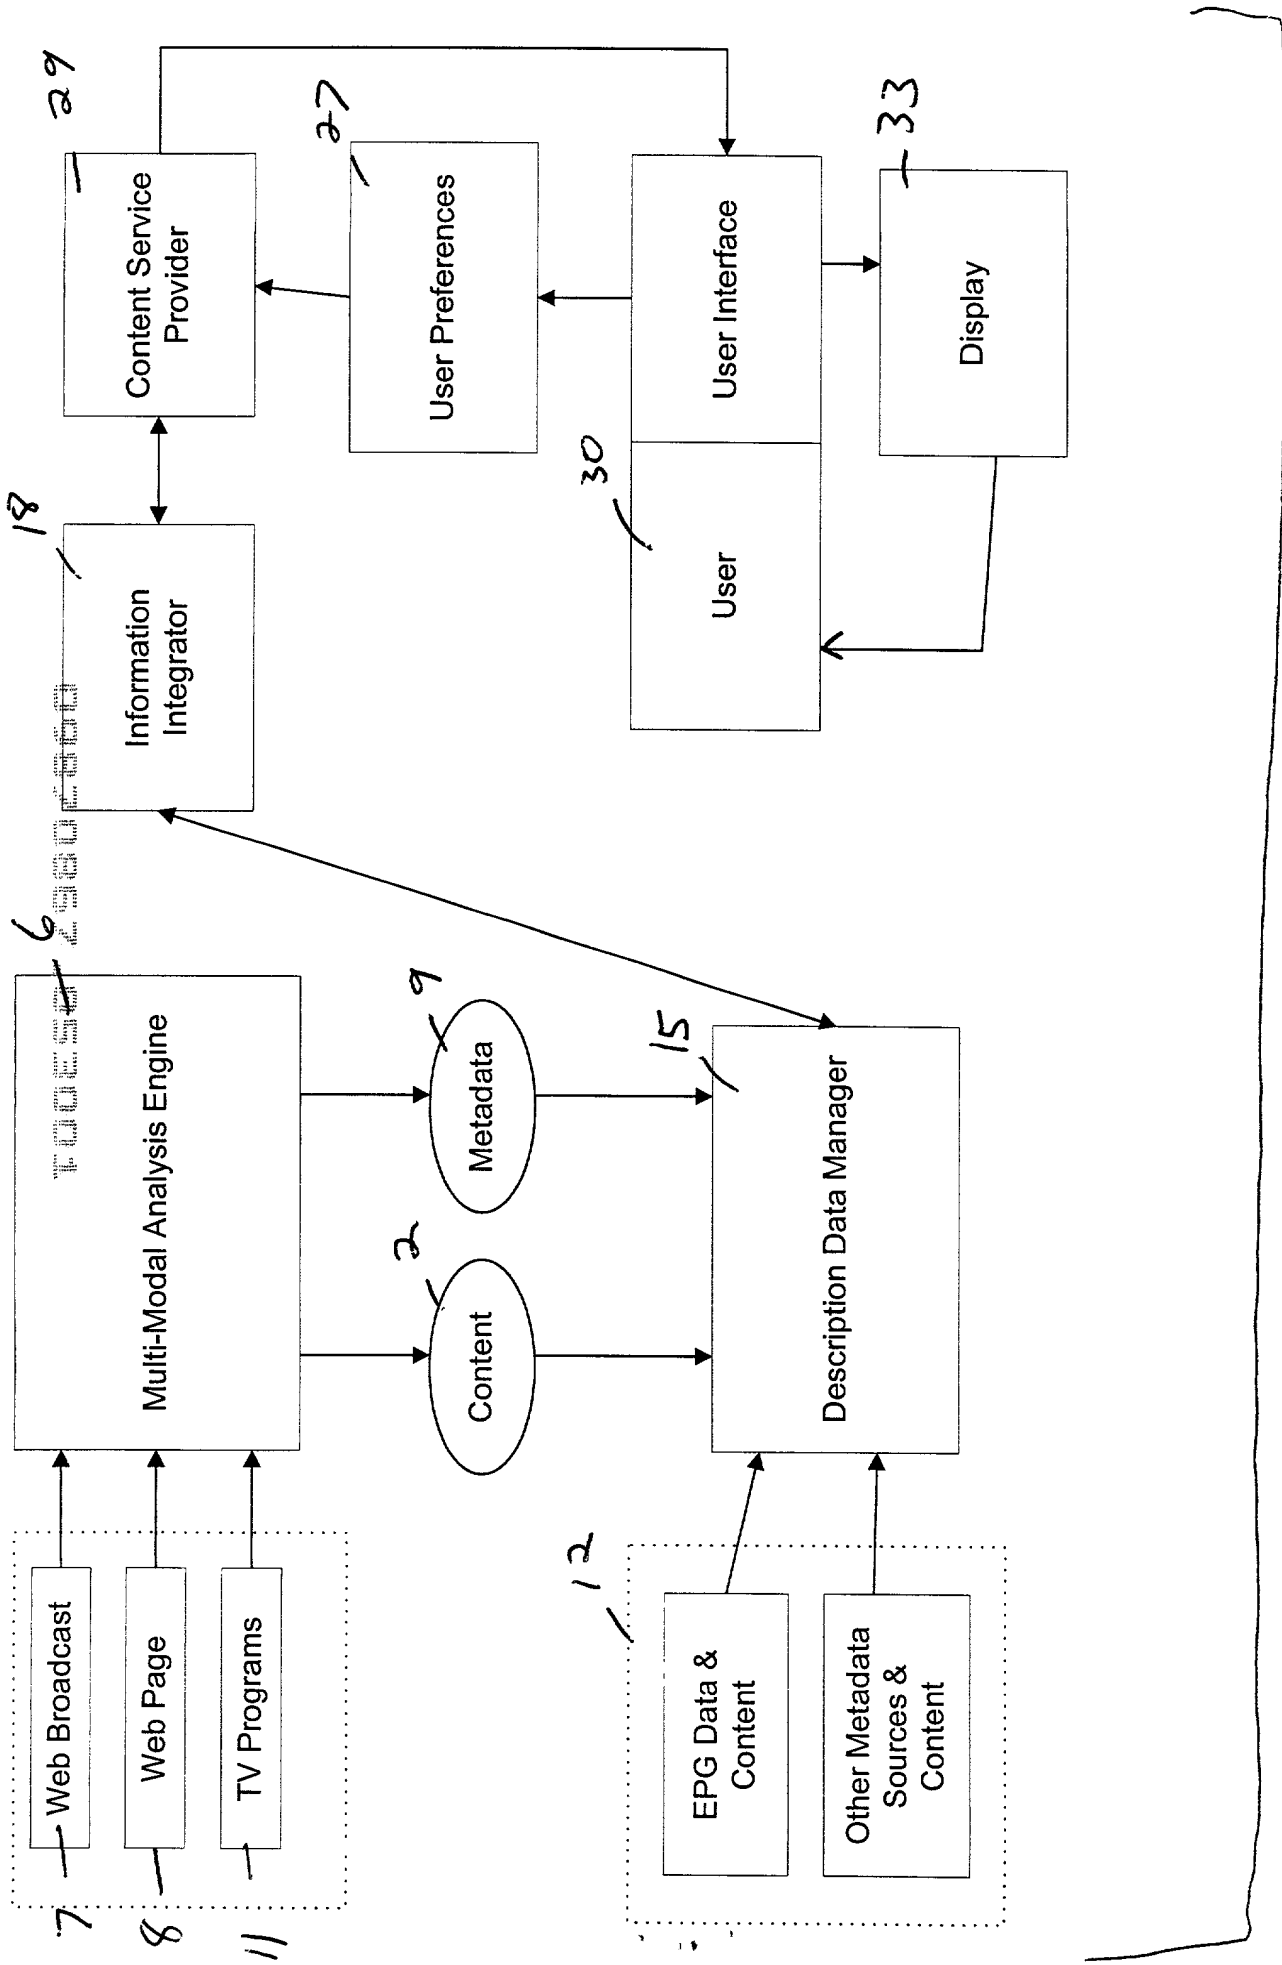 7
Web Broadcast
8
Web Page
11
TV Programs
6
Multi-Modal Analysis Engine
2
Content
9
Metadata
12
EPG Data &
Content
Other Metadata
Sources &
Content
15
Description Data Manager
18
Information
Integrator
29
Content Service
Provider
27
User Preferences
30
User
User Interface
33
Display